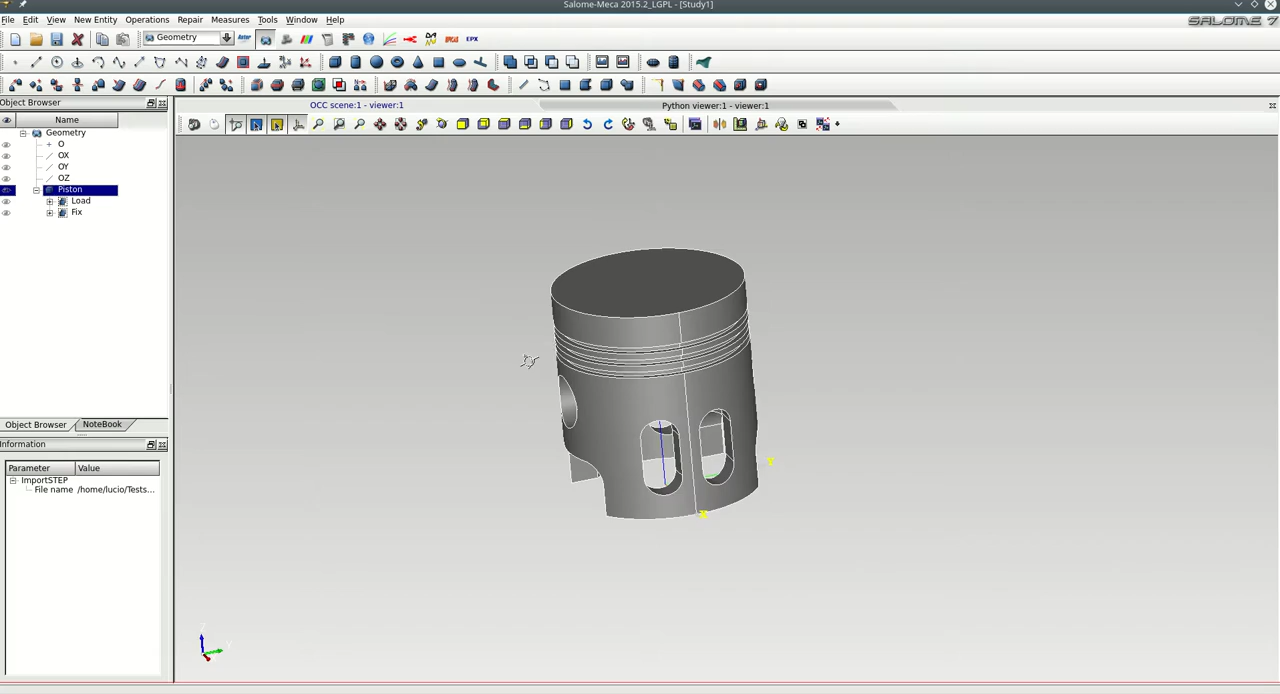 Salome-Meca 2015.2_LGPL - [Study1]
File Edit View New Entity Operations Repair Measures Tools Window Help
SALOME 7
Geometry
Object Browser
OCC scene:1 - viewer:1
Python viewer:1 - viewer:1
Name
Geometry
O
OX
OY
OZ
Piston
Load
Fix
Object Browser
NoteBook
Information
Parameter Value
ImportSTEP
File name /home/lucio/Tests...
Y
X
Z
Y